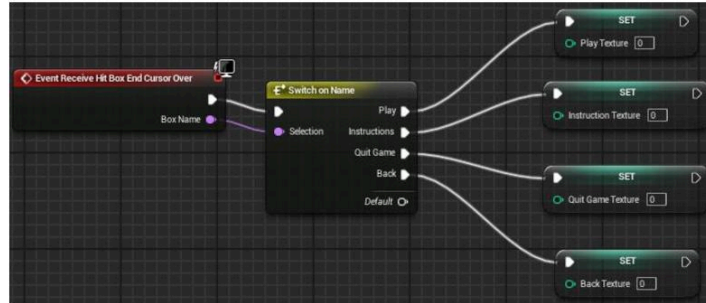 Event Receive Hit Box End Cursor Over
Box Name
Switch on Name
Selection
Play
Instructions
Quit Game
Back
Default
SET
Play Texture 0
SET
Instruction Texture 0
SET
Quit Game Texture 0
SET
Back Texture 0